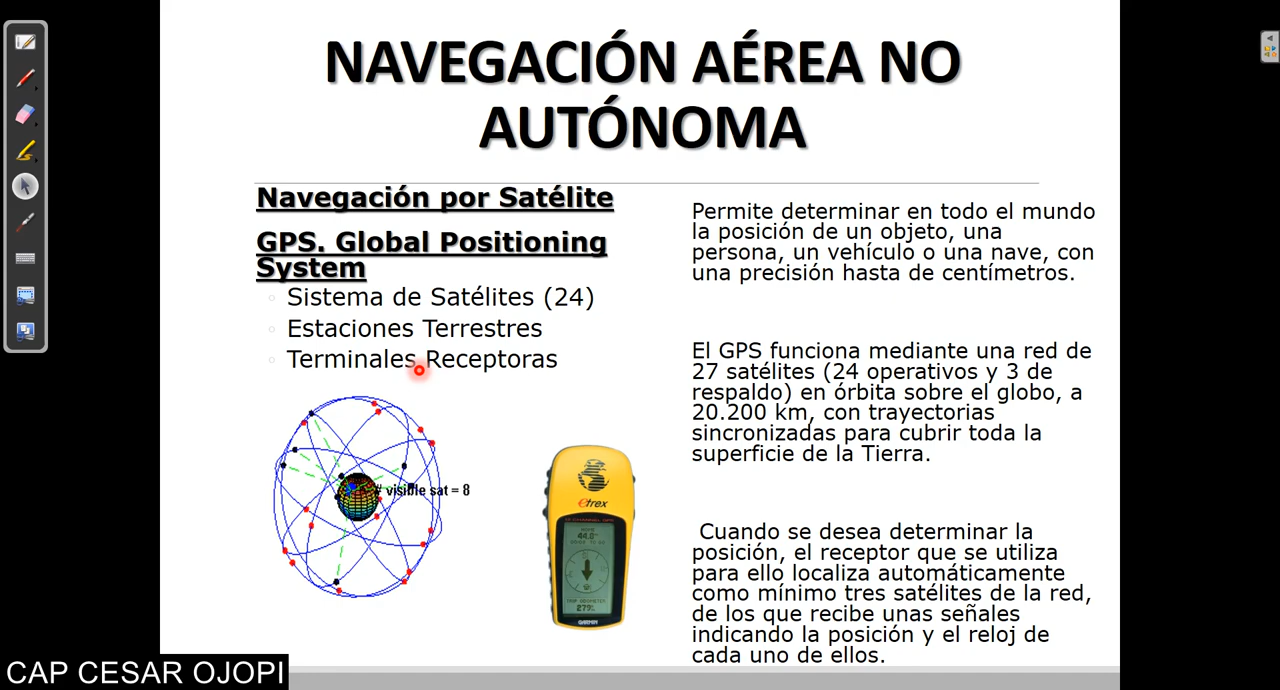 NAVEGACIÓN AÉREA NO
AUTÓNOMA
Navegación por Satélite
GPS. Global Positioning
System
Sistema de Satélites (24)
Estaciones Terrestres
Terminales Receptoras
# visible sat = 8
etrex
GARMIN
Permite determinar en todo el mundo
la posición de un objeto, una
persona, un vehículo o una nave, con
una precisión hasta de centímetros.
El GPS funciona mediante una red de
27 satélites (24 operativos y 3 de
respaldo) en órbita sobre el globo, a
20.200 km, con trayectorias
sincronizadas para cubrir toda la
superficie de la Tierra.
Cuando se desea determinar la
posición, el receptor que se utiliza
para ello localiza automáticamente
como mínimo tres satélites de la red,
de los que recibe unas señales
indicando la posición y el reloj de
cada uno de ellos.
CAP CESAR OJOPI